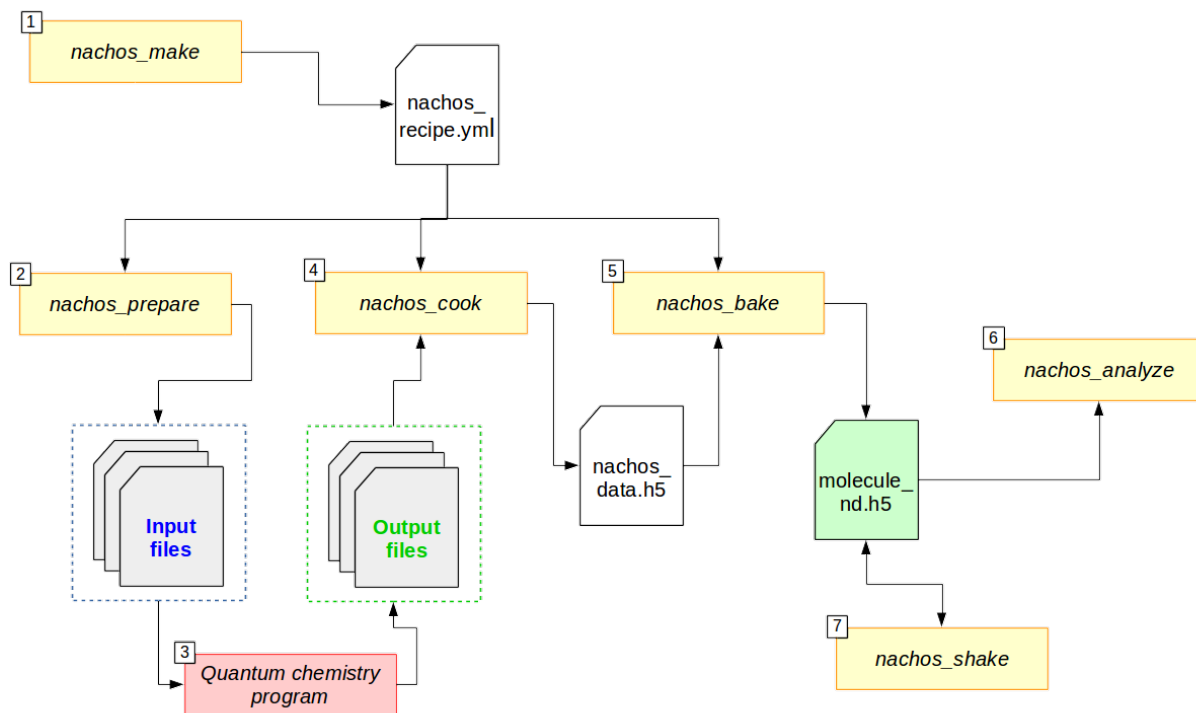 1
nachos_make
nachos_
recipe.yml
2
nachos_prepare
4
nachos_cook
5
nachos_bake
6
nachos_analyze
nachos_
data.h5
molecule_
nd.h5
Input
files
Output
files
3
Quantum chemistry
program
7
nachos_shake